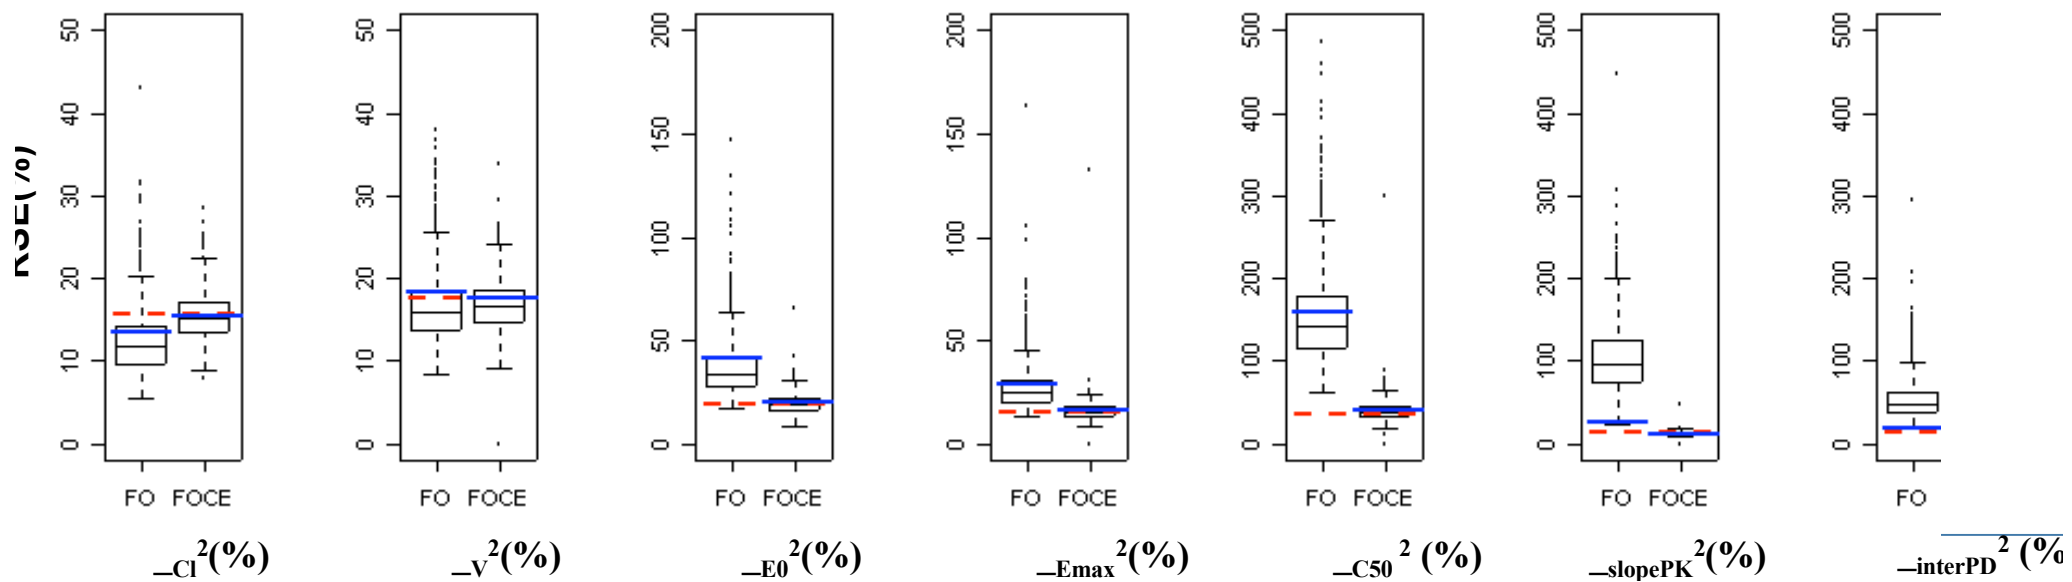 50 50 200 200 500 500 500
40 40 150 150 400 400 400
30 30 100 100 300 300 300
20 20 50 50 200 200 200
10 10 100 100 100
0 0 0 0 0 0 0
RSE(%)
FO FOCE FO FOCE FO FOCE FO FOCE FO FOCE FO FOCE FO
_Cl²(%) _V²(%) _E0²(%) _Emax²(%) _C50² (%) _slopePK²(%) _interPD² (%